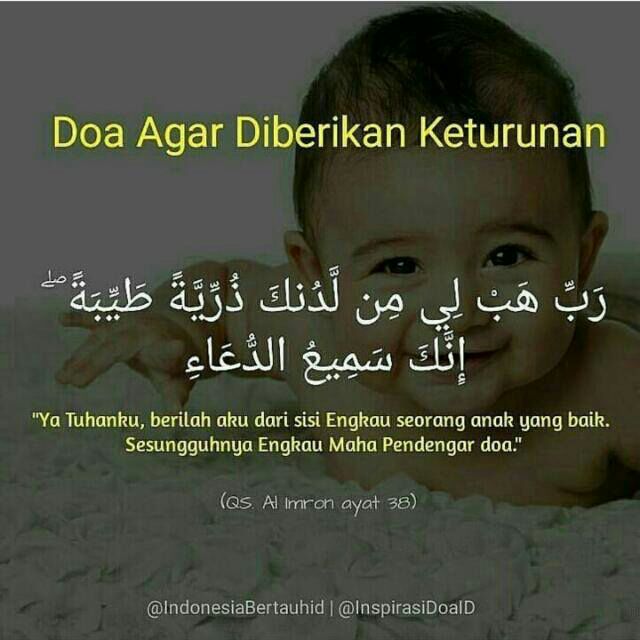 Doa Agar Diberikan Keturunan
رَبِّ هَبْ لِي مِن لَّدُنكَ ذُرِّيَّةً طَيِّبَةً ۖ
إِنَّكَ سَمِيعُ الدُّعَاءِ
"Ya Tuhanku, berilah aku dari sisi Engkau seorang anak yang baik.
Sesungguhnya Engkau Maha Pendengar doa."
(QS. Al Imron ayat 38)
@IndonesiaBertauhid | @InspirasiDoaID